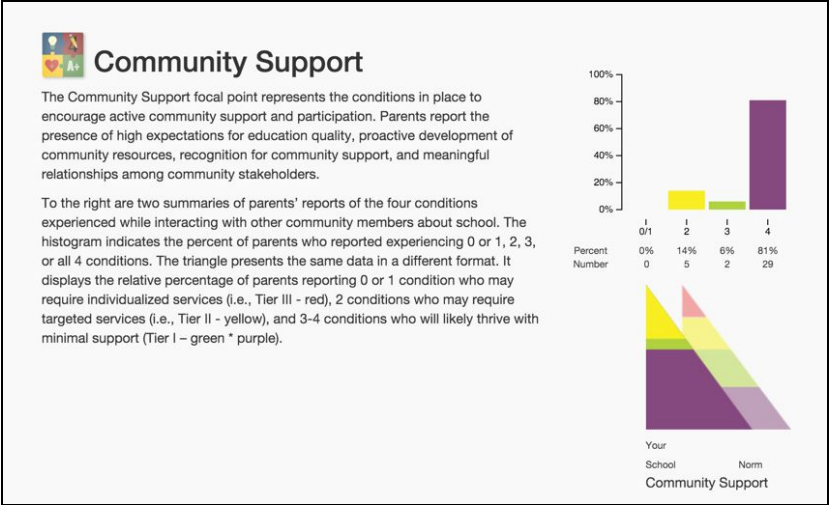 A+
Community Support
The Community Support focal point represents the conditions in place to
encourage active community support and participation. Parents report the
presence of high expectations for education quality, proactive development of
community resources, recognition for community support, and meaningful
relationships among community stakeholders.
To the right are two summaries of parents' reports of the four conditions
experienced while interacting with other community members about school. The
histogram indicates the percent of parents who reported experiencing 0 or 1, 2, 3,
or all 4 conditions. The triangle presents the same data in a different format. It
displays the relative percentage of parents reporting 0 or 1 condition who may
require individualized services (i.e., Tier III - red), 2 conditions who may require
targeted services (i.e., Tier II - yellow), and 3-4 conditions who will likely thrive with
minimal support (Tier I – green * purple).
100%
80%
60%
40%
20%
0%
0/1 2 3 4
Percent 0% 14% 6% 81%
Number 0 5 2 29
Your
School Norm
Community Support